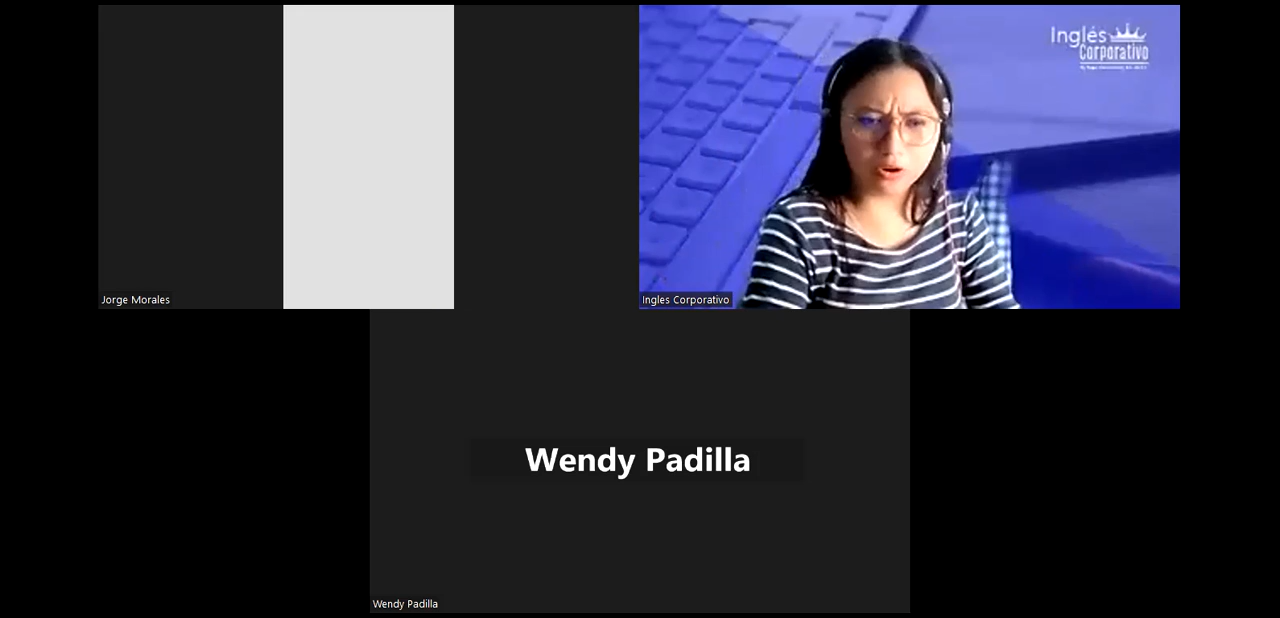 Inglés
Corporativo
Jorge Morales
Ingles Corporativo
Wendy Padilla
Wendy Padilla